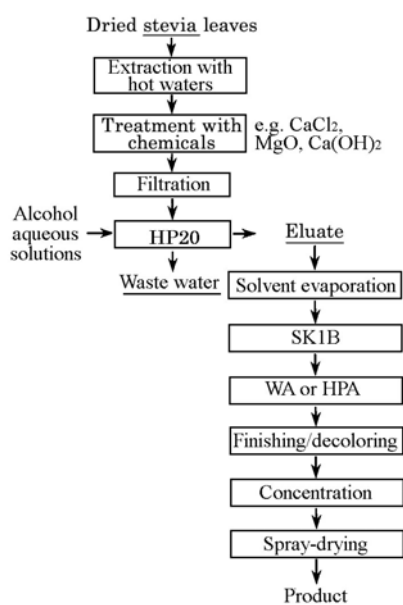 Dried stevia leaves
Extraction with
hot waters
Treatment with
chemicals
e.g. CaCl2,
MgO, Ca(OH)2
Filtration
Alcohol
aqueous
solutions
HP20
Eluate
Waste water
Solvent evaporation
SK1B
WA or HPA
Finishing/decoloring
Concentration
Spray-drying
Product